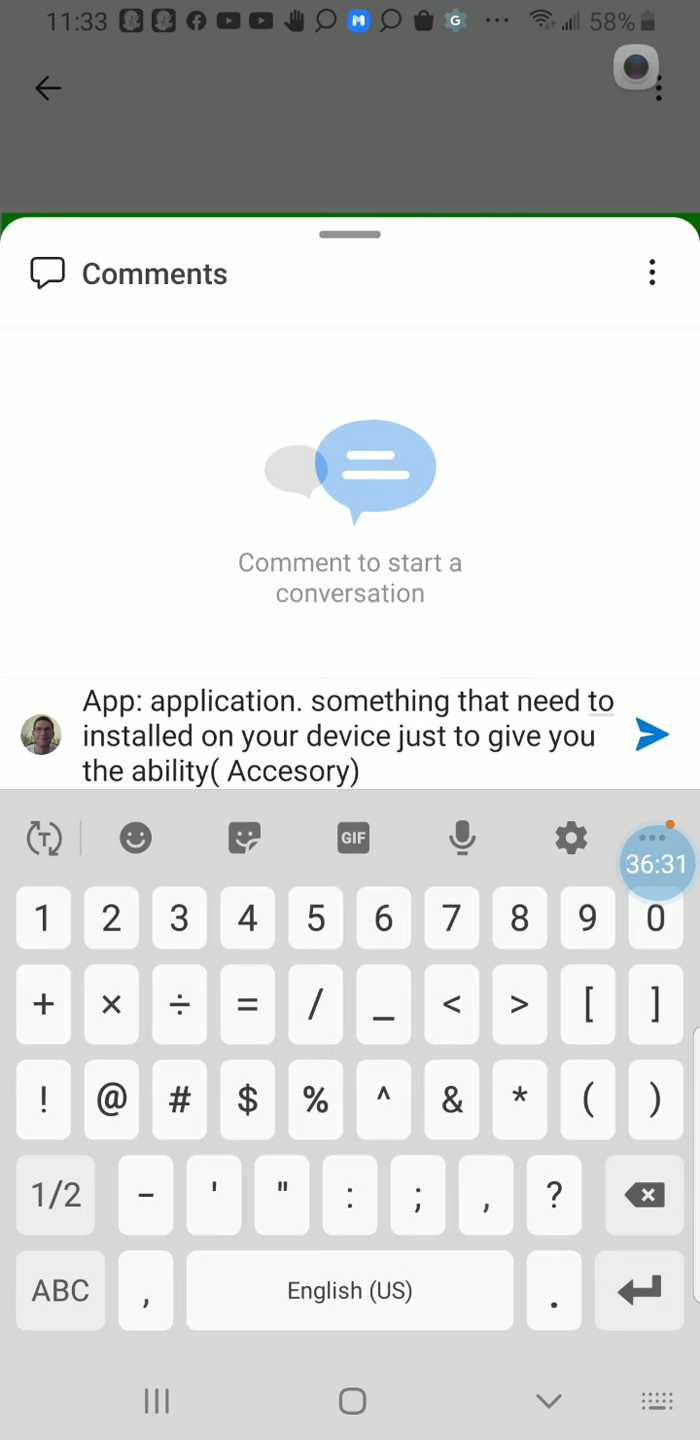 11:33 58%
Comments
Comment to start a
conversation
App: application. something that need to
installed on your device just to give you
the ability( Accesory)
GIF
36:31
1 2 3 4 5 6 7 8 9 0
+ × ÷ = / _ < > [ ]
! @ # $ % ^ & * ( )
1/2 - ' " : ; , ?
ABC , English (US) .